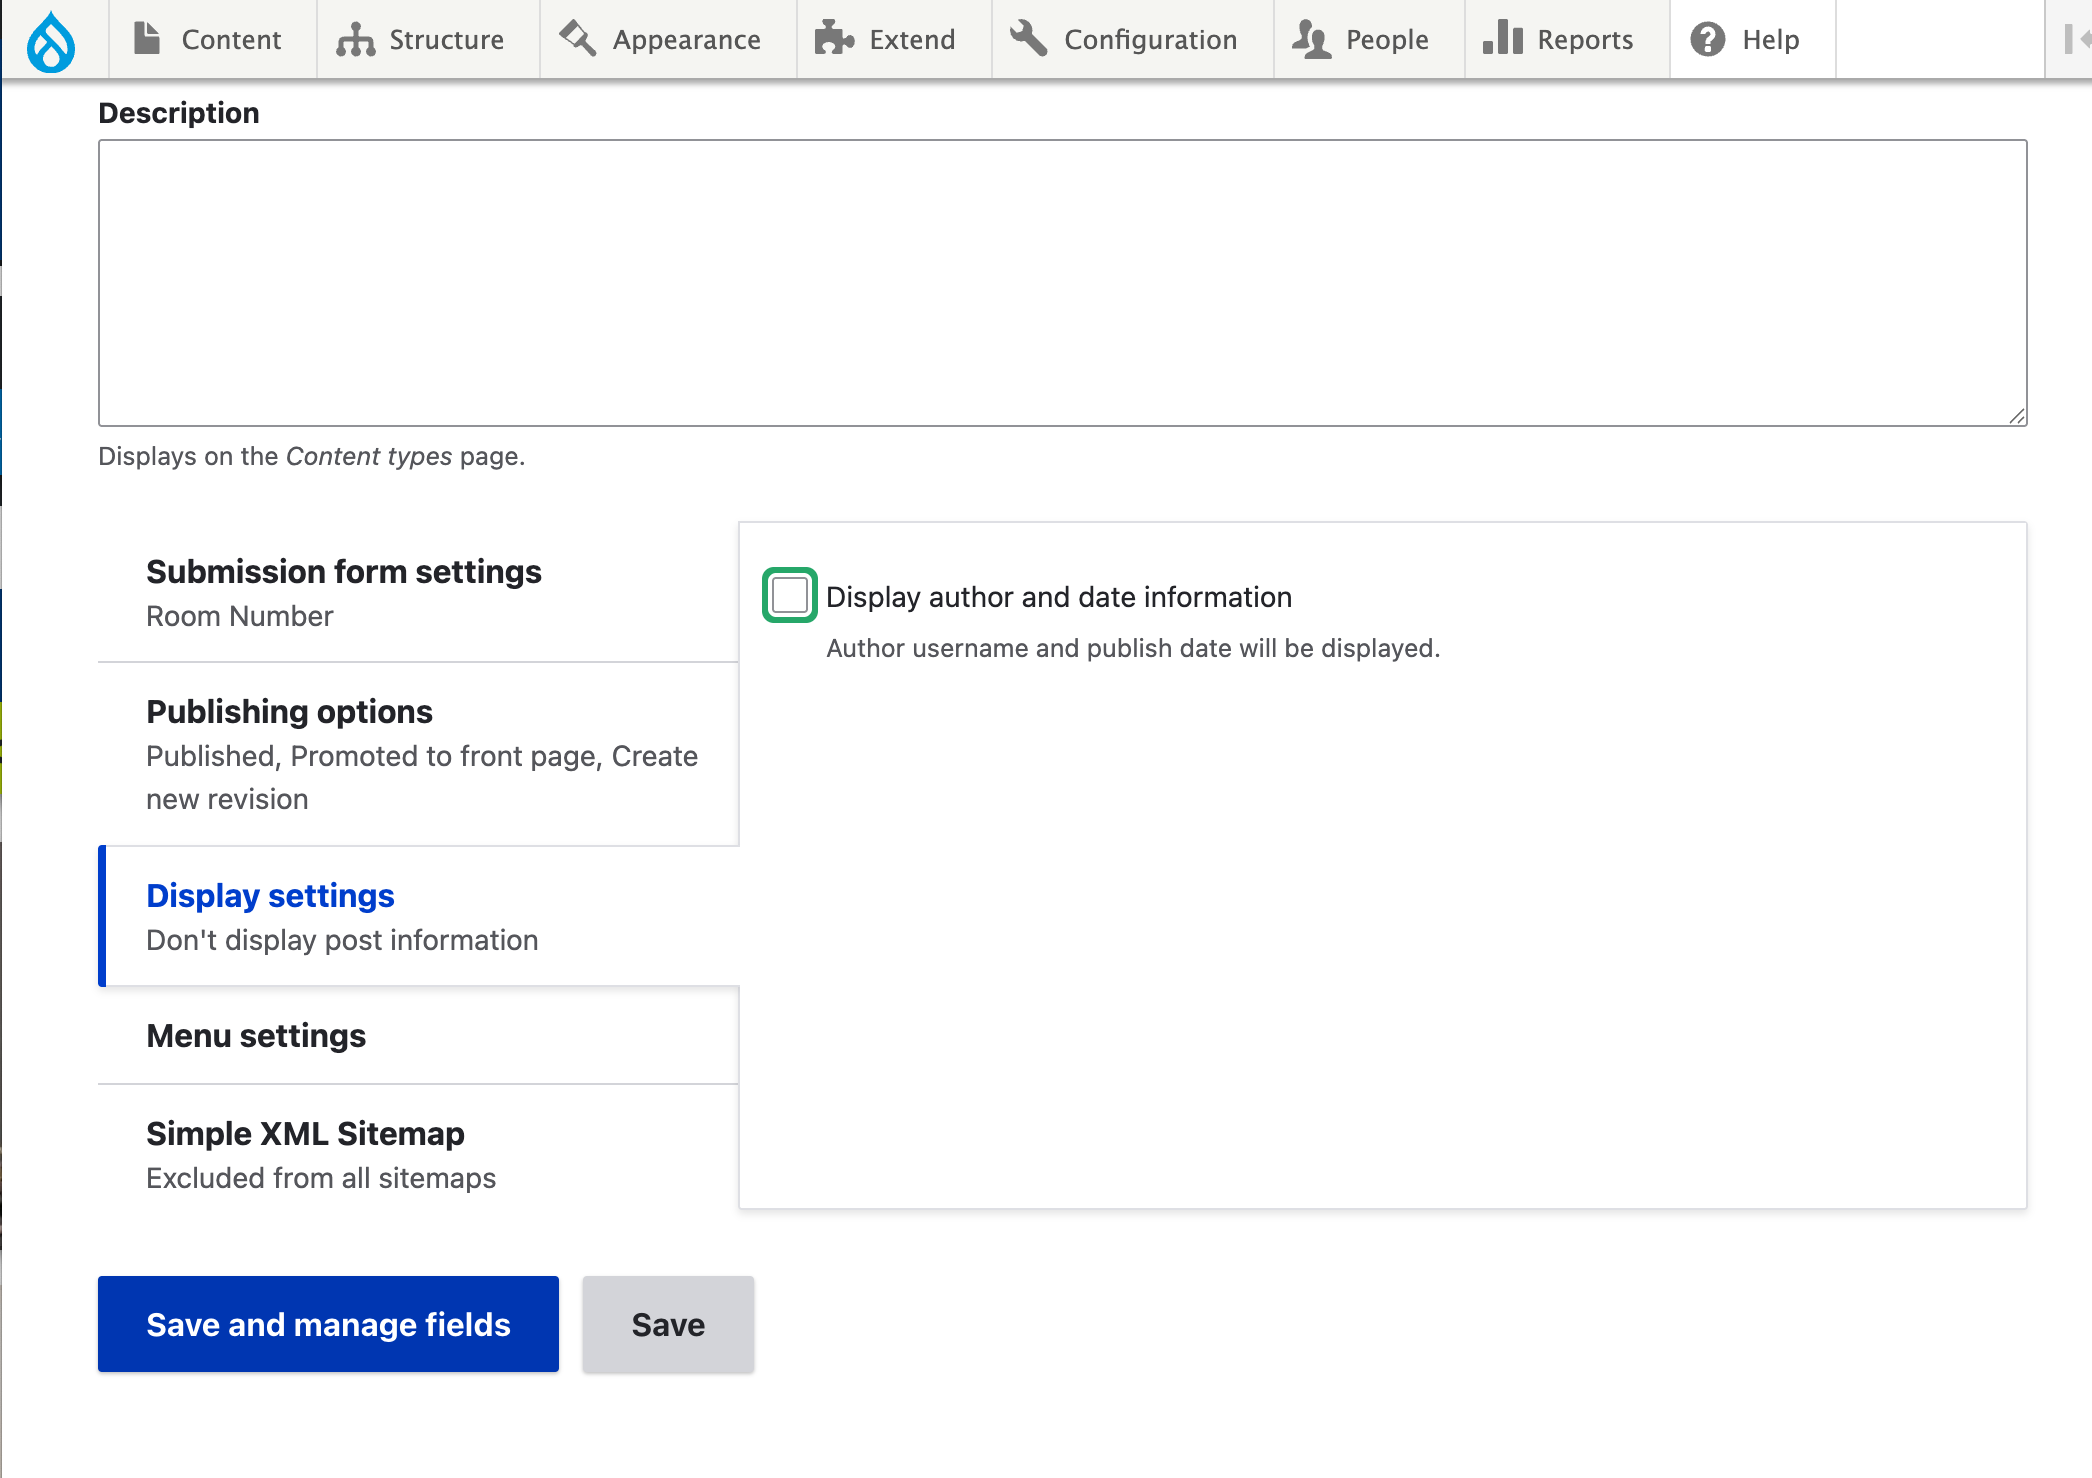 Content Structure Appearance Extend Configuration People Reports Help
Description
Displays on the Content types page.
Submission form settings
Room Number
Publishing options
Published, Promoted to front page, Create
new revision
Display settings
Don't display post information
Menu settings
Simple XML Sitemap
Excluded from all sitemaps
Display author and date information
Author username and publish date will be displayed.
Save and manage fields Save